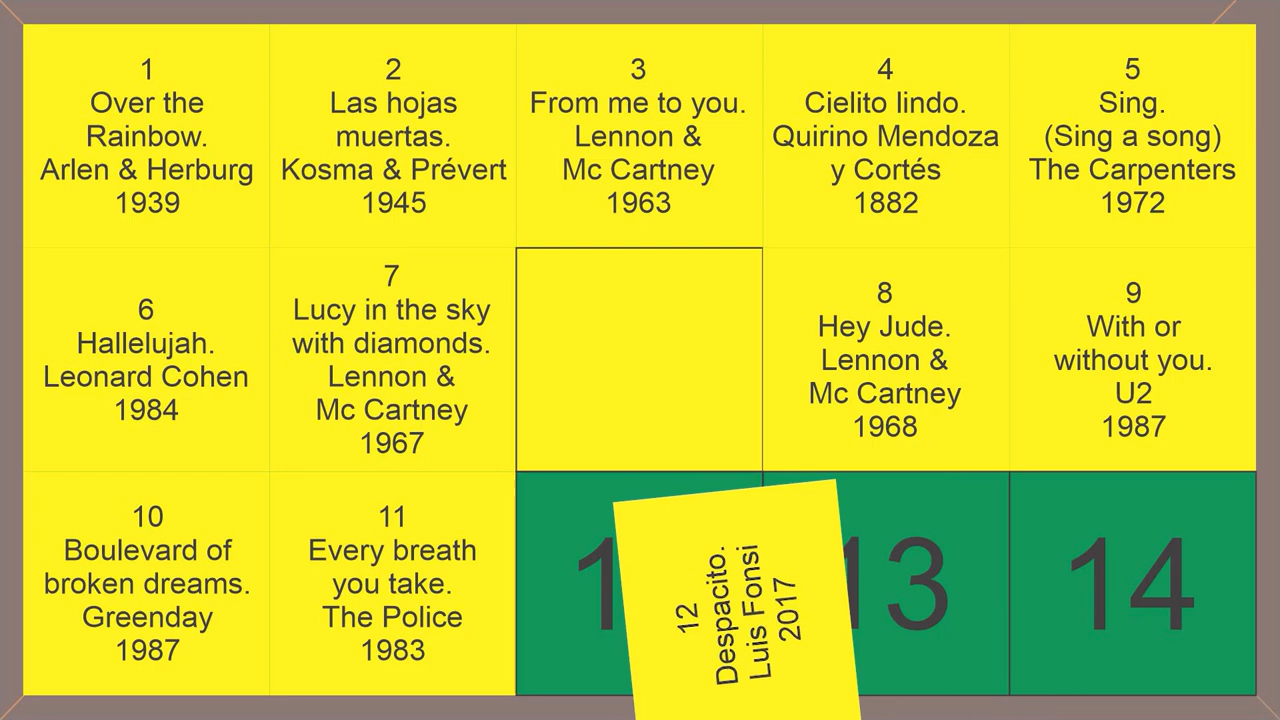 1
Over the
Rainbow.
Arlen & Herburg
1939
2
Las hojas
muertas.
Kosma & Prévert
1945
3
From me to you.
Lennon &
Mc Cartney
1963
4
Cielito lindo.
Quirino Mendoza
y Cortés
1882
5
Sing.
(Sing a song)
The Carpenters
1972
6
Hallelujah.
Leonard Cohen
1984
7
Lucy in the sky
with diamonds.
Lennon &
Mc Cartney
1967
8
Hey Jude.
Lennon &
Mc Cartney
1968
9
With or
without you.
U2
1987
10
Boulevard of
broken dreams.
Greenday
1987
11
Every breath
you take.
The Police
1983
12
Despacito.
Luis Fonsi
2017
13
14